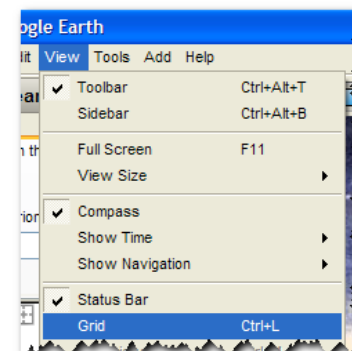 ogle Earth
dit View Tools Add Help
Toolbar Ctrl+Alt+T
Sidebar Ctrl+Alt+B
Full Screen F11
View Size
Compass
Show Time
Show Navigation
Status Bar
Grid Ctrl+L